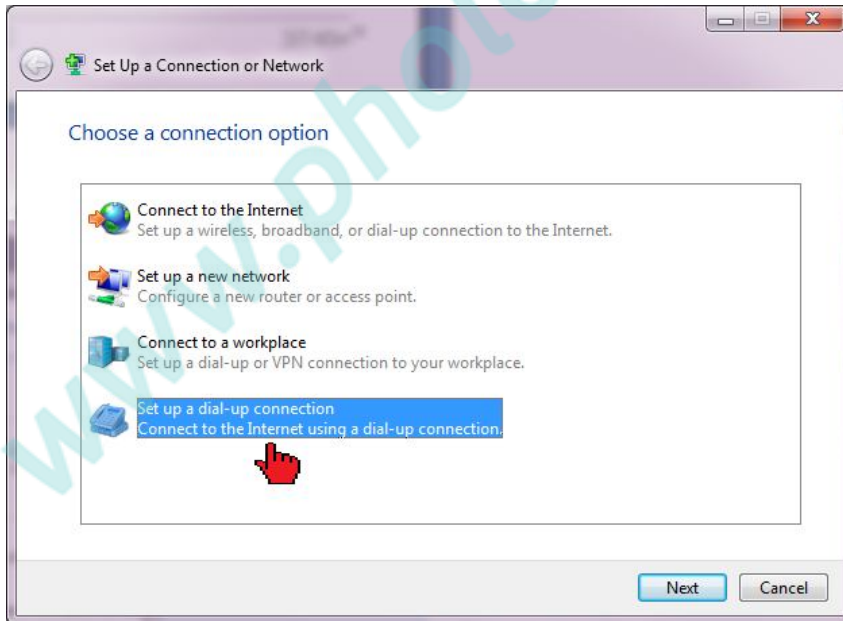 Set Up a Connection or Network
Choose a connection option
Connect to the Internet
Set up a wireless, broadband, or dial-up connection to the Internet.
Set up a new network
Configure a new router or access point.
Connect to a workplace
Set up a dial-up or VPN connection to your workplace.
Set up a dial-up connection
Connect to the Internet using a dial-up connection.
Next
Cancel
www.photo